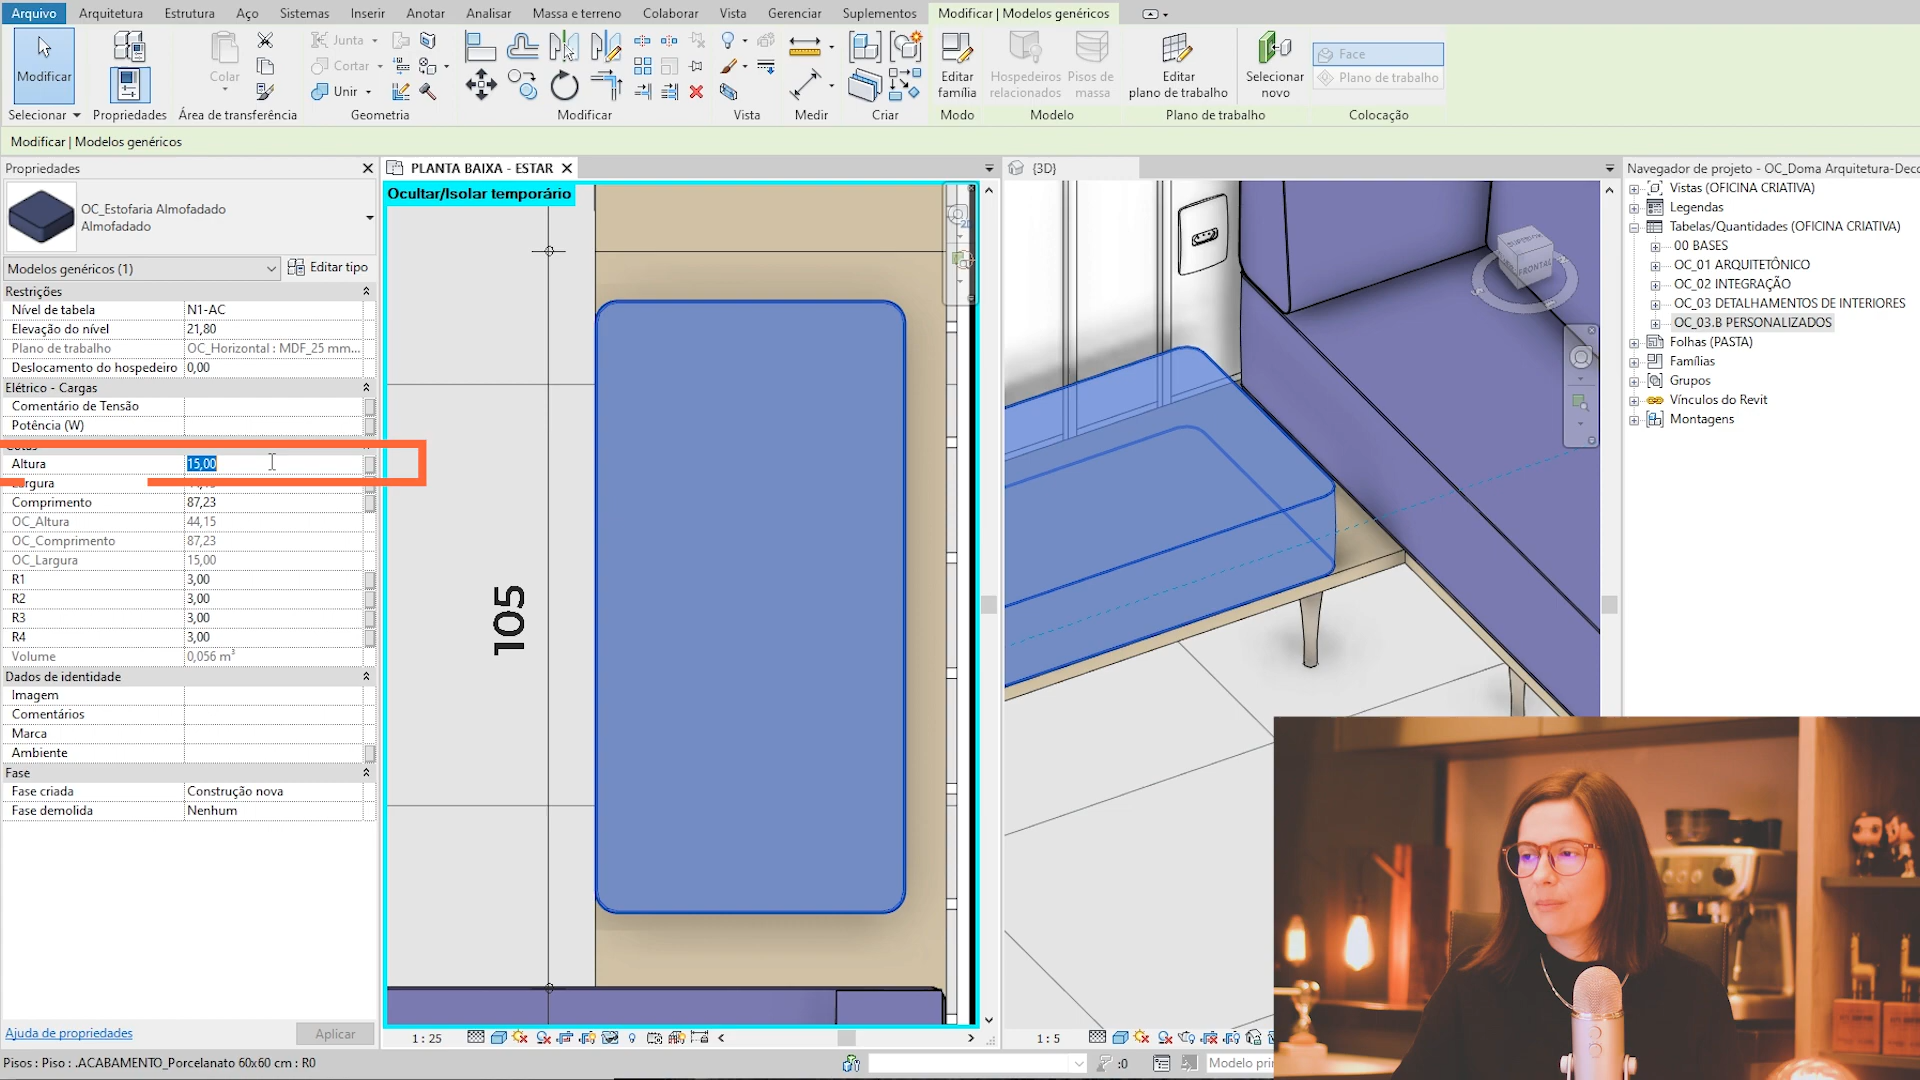 Arquivo
Arquitetura
Estrutura
Aço
Sistemas
Inserir
Anotar
Analisar
Massa e terreno
Colaborar
Vista
Gerenciar
Suplementos
Modificar | Modelos genéricos
Modificar
Colar
Junta
Cortar
Unir
Editar
família
Hospedeiros
relacionados
Pisos de
massa
Editar
plano de trabalho
Selecionar
novo
Face
Plano de trabalho
Selecionar
Propriedades
Área de transferência
Geometria
Modificar
Vista
Medir
Criar
Modo
Modelo
Plano de trabalho
Colocação
Modificar | Modelos genéricos
Propriedades
OC_Estofaria Almofadado
Almofadado
Modelos genéricos (1)
Editar tipo
Restrições
Nível de tabela N1-AC
Elevação do nível 21,80
Plano de trabalho OC_Horizontal : MDF_25 mm...
Deslocamento do hospedeiro 0,00
Elétrico - Cargas
Comentário de Tensão
Potência (W)
Altura 15,00
Largura
Comprimento 87,23
OC_Altura 44,15
OC_Comprimento 87,23
OC_Largura 15,00
R1 3,00
R2 3,00
R3 3,00
R4 3,00
Volume 0,056 m³
Dados de identidade
Imagem
Comentários
Marca
Ambiente
Fase
Fase criada Construção nova
Fase demolida Nenhum
Ajuda de propriedades
Aplicar
PLANTA BAIXA - ESTAR
Ocultar/Isolar temporário
105
1 : 25
{3D}
FRONTAL
1 : 5
Navegador de projeto - OC_Doma Arquitetura-Deco
Vistas (OFICINA CRIATIVA)
Legendas
Tabelas/Quantidades (OFICINA CRIATIVA)
00 BASES
OC_01 ARQUITETÔNICO
OC_02 INTEGRAÇÃO
OC_03 DETALHAMENTOS DE INTERIORES
OC_03.B PERSONALIZADOS
Folhas (PASTA)
Famílias
Grupos
Vínculos do Revit
Montagens
Pisos : Piso : .ACABAMENTO_Porcelanato 60x60 cm : R0
:0
Modelo prin